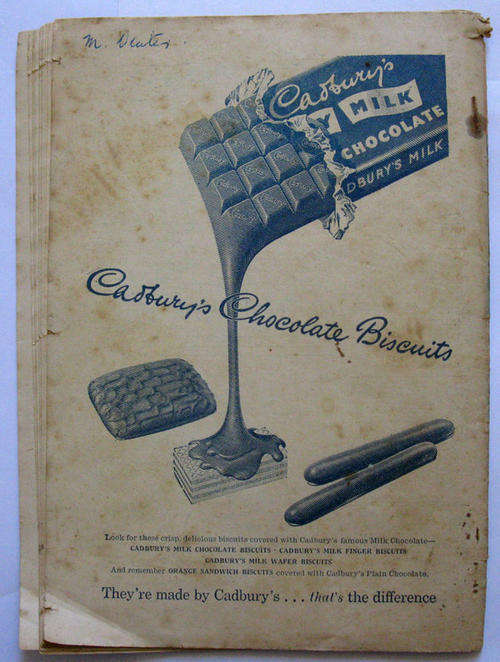 M.
Cadbury's
Y MILK
CHOCOLATE
DBURY'S MILK
Cadbury's Chocolate Biscuits
Look for these crisp, delicious biscuits covered with Cadbury's famous Milk Chocolate—
CADBURY'S MILK CHOCOLATE BISCUITS · CADBURY'S MILK FINGER BISCUITS
CADBURY'S MILK WAFER BISCUITS
And remember ORANGE SANDWICH BISCUITS covered with Cadbury's Plain Chocolate.
They're made by Cadbury's . . . that's the difference